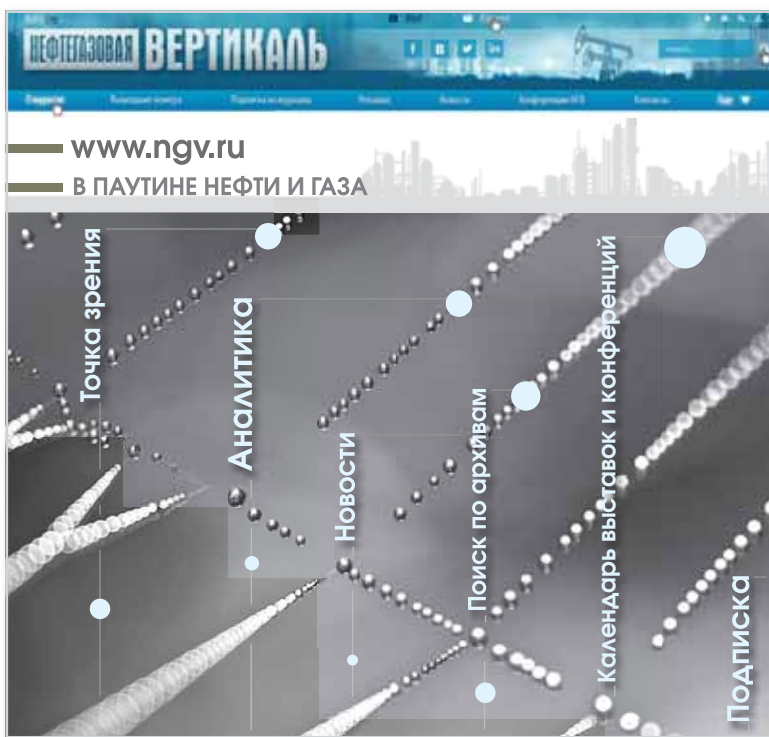 НЕФТЕГАЗОВАЯ ВЕРТИКАЛЬ
www.ngv.ru
В ПАУТИНЕ НЕФТИ И ГАЗА
Точка зрения
Аналитика
Новости
Поиск по архивам
Календарь выставок и конференций
Подписка